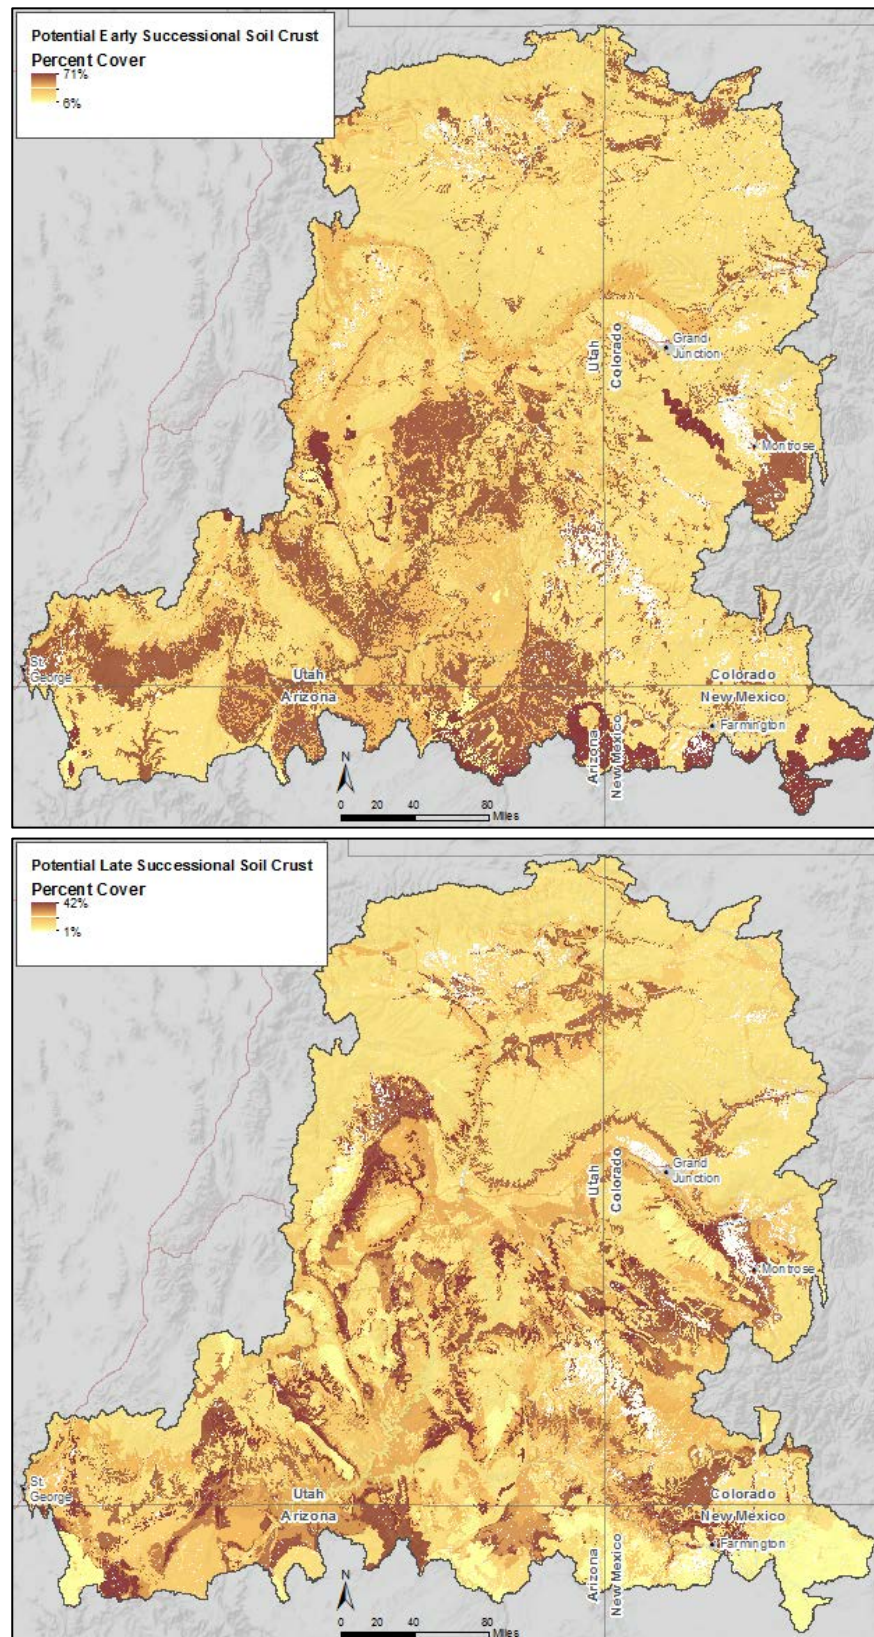 Potential Early Successional Soil Crust
Percent Cover
71%
6%
Utah
Colorado
Grand
Junction
Montrose
St.
George
Utah
Arizona
Colorado
New Mexico
Farmington
Arizona
New Mexico
N
0 20 40 80
Miles
Potential Late Successional Soil Crust
Percent Cover
42%
1%
Utah
Colorado
Grand
Junction
Montrose
St.
George
Utah
Arizona
Colorado
New Mexico
Farmington
Arizona
New Mexico
N
0 20 40 80
Miles